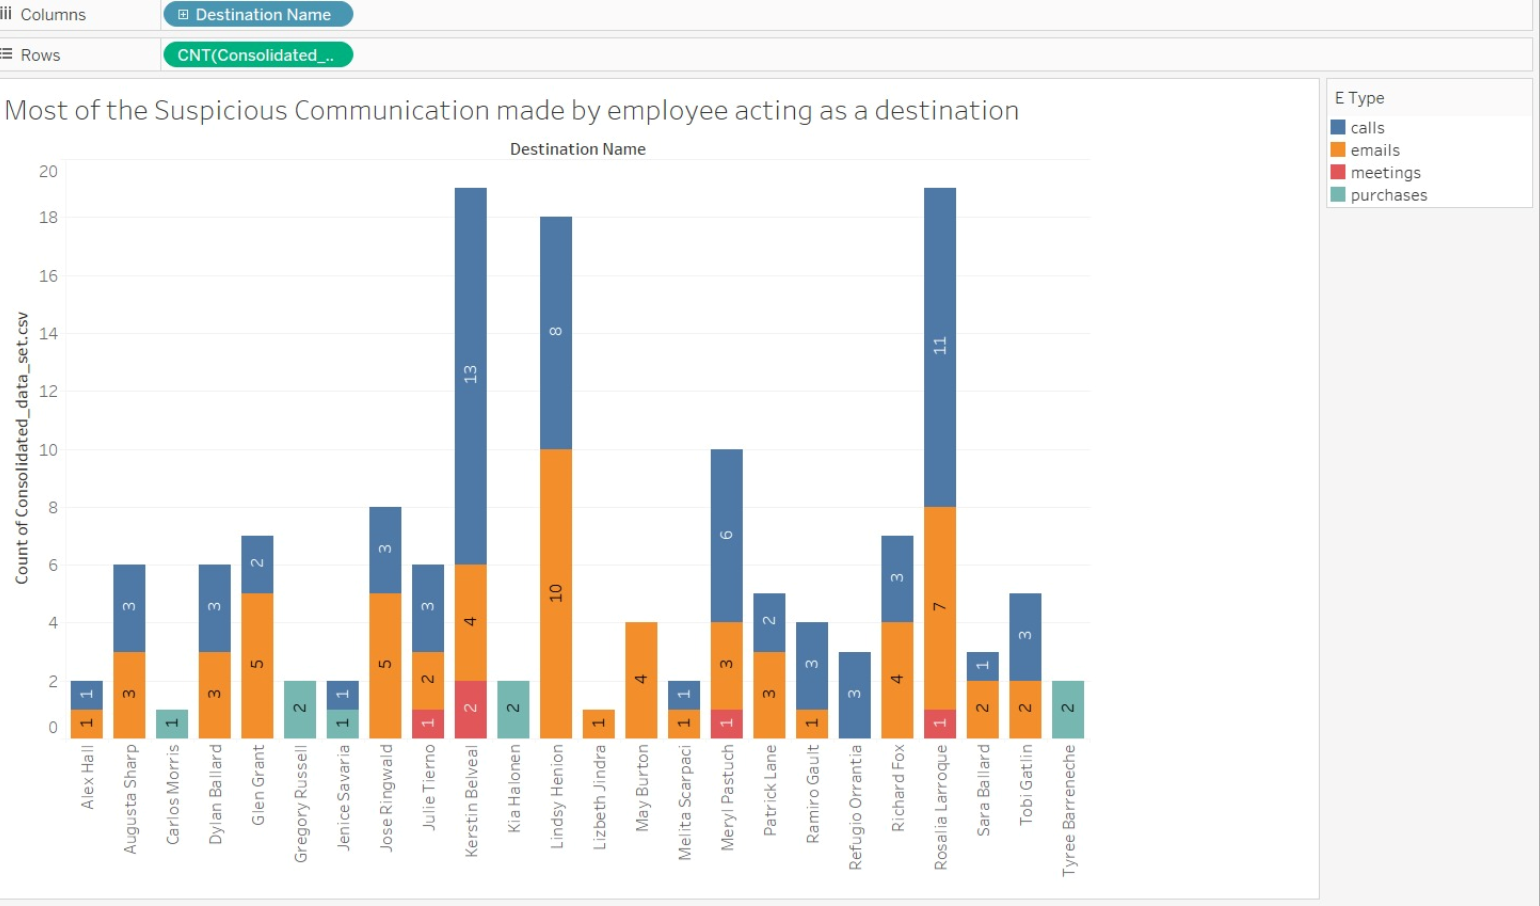 Columns
Destination Name
Rows
CNT(Consolidated_..
Most of the Suspicious Communication made by employee acting as a destination
E Type
calls
emails
meetings
purchases
Destination Name
Count of Consolidated_data_set.csv
20
18
16
14
12
10
8
6
4
2
0
1
1
3
3
1
3
3
2
5
2
1
1
3
5
3
2
1
13
4
2
2
8
10
1
4
1
1
6
3
1
2
3
3
1
3
3
4
11
7
1
1
2
3
2
2
Alex Hall
Augusta Sharp
Carlos Morris
Dylan Ballard
Glen Grant
Gregory Russell
Jenice Savaria
Jose Ringwald
Julie Tierno
Kerstin Belveal
Kia Halonen
Lindsy Henion
Lizbeth Jindra
May Burton
Melita Scarpaci
Meryl Pastuch
Patrick Lane
Ramiro Gault
Refugio Orrantia
Richard Fox
Rosalia Larroque
Sara Ballard
Tobi Gatlin
Tyree Barreneche